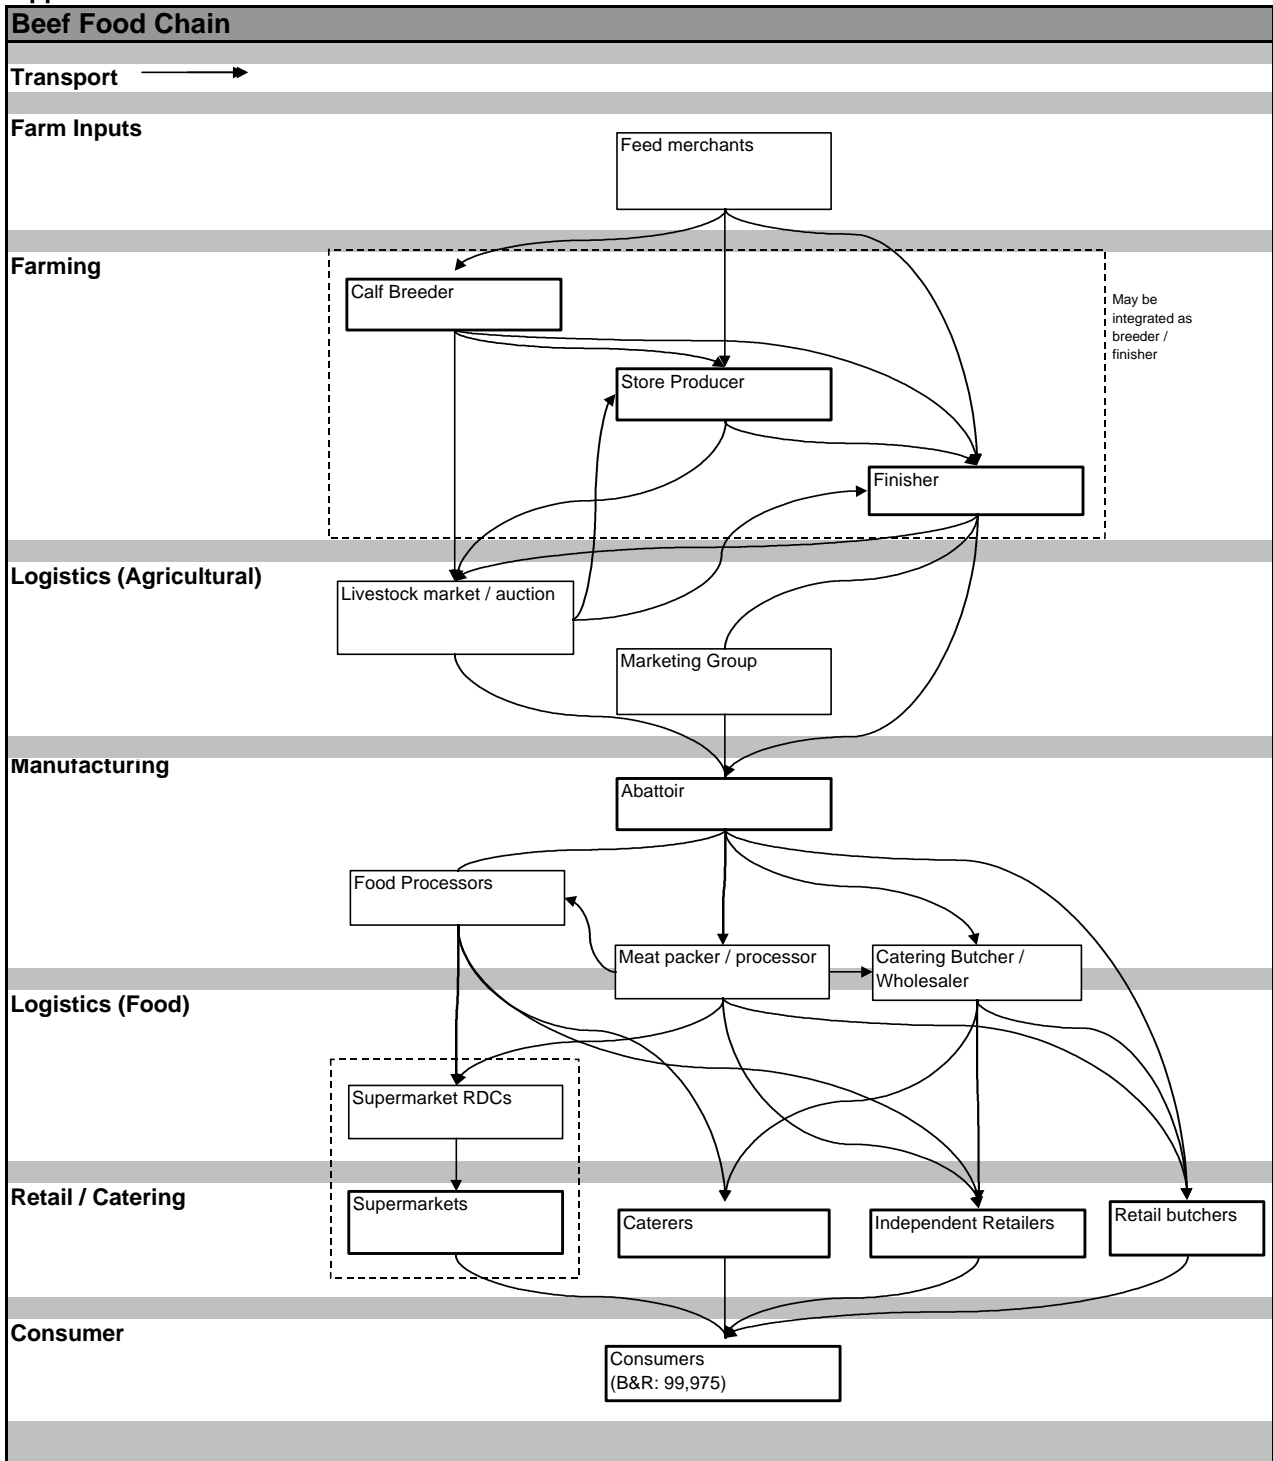 Beef Food Chain
Transport
Farm Inputs
Feed merchants
Farming
Calf Breeder
May be
integrated as
breeder /
finisher
Store Producer
Finisher
Logistics (Agricultural)
Livestock market / auction
Marketing Group
Manufacturing
Abattoir
Food Processors
Meat packer / processor
Catering Butcher /
Wholesaler
Logistics (Food)
Supermarket RDCs
Retail / Catering
Supermarkets
Caterers
Independent Retailers
Retail butchers
Consumer
Consumers
(B&R: 99,975)